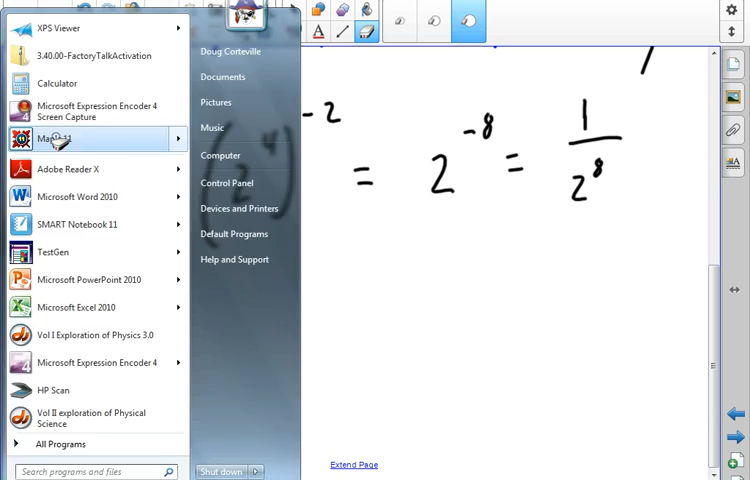 XPS Viewer
3.40.00-FactoryTalkActivation
Calculator
Microsoft Expression Encoder 4
Screen Capture
11
Adobe Reader X
Microsoft Word 2010
SMART Notebook 11
TestGen
Microsoft PowerPoint 2010
Microsoft Excel 2010
Vol I Exploration of Physics 3.0
Microsoft Expression Encoder 4
HP Scan
Vol II exploration of Physical
Science
All Programs
Search programs and files
Doug Corteville
Documents
Pictures
Music
Computer
Control Panel
Devices and Printers
Default Programs
Help and Support
Shut down
(2^4)^-2 = 2^-8 = 1/2^8
Extend Page